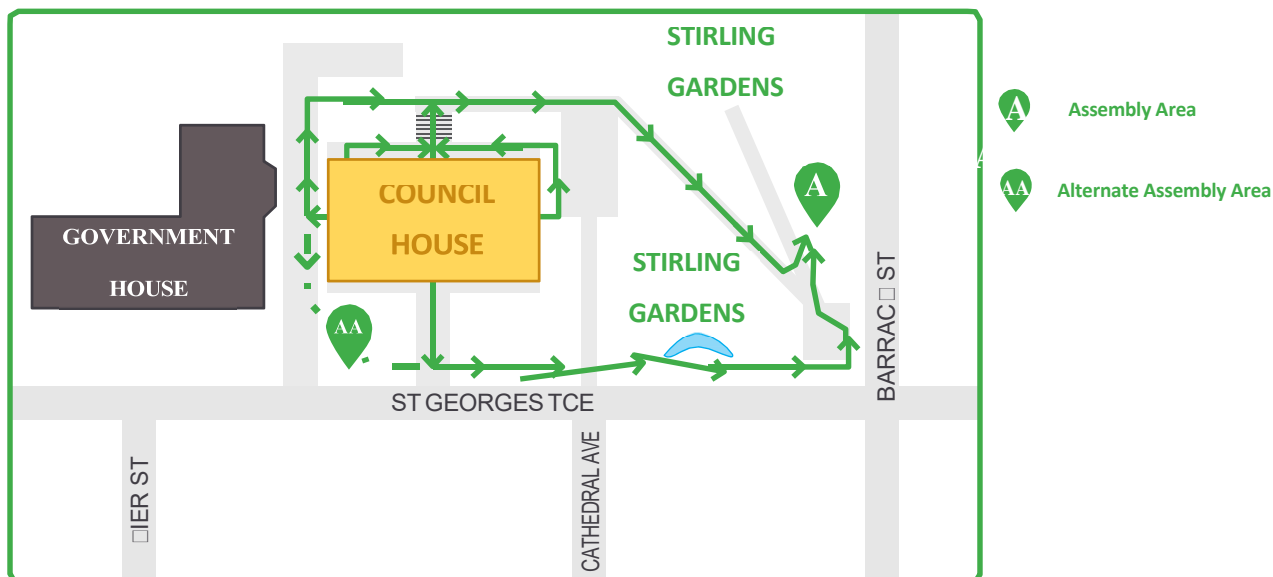 STIRLING
GARDENS
A
Assembly Area
A
AA
Alternate Assembly Area
COUNCIL
HOUSE
GOVERNMENT
HOUSE
STIRLING
GARDENS
AA
BARRAC□ ST
ST GEORGES TCE
□IER ST
CATHEDRAL AVE